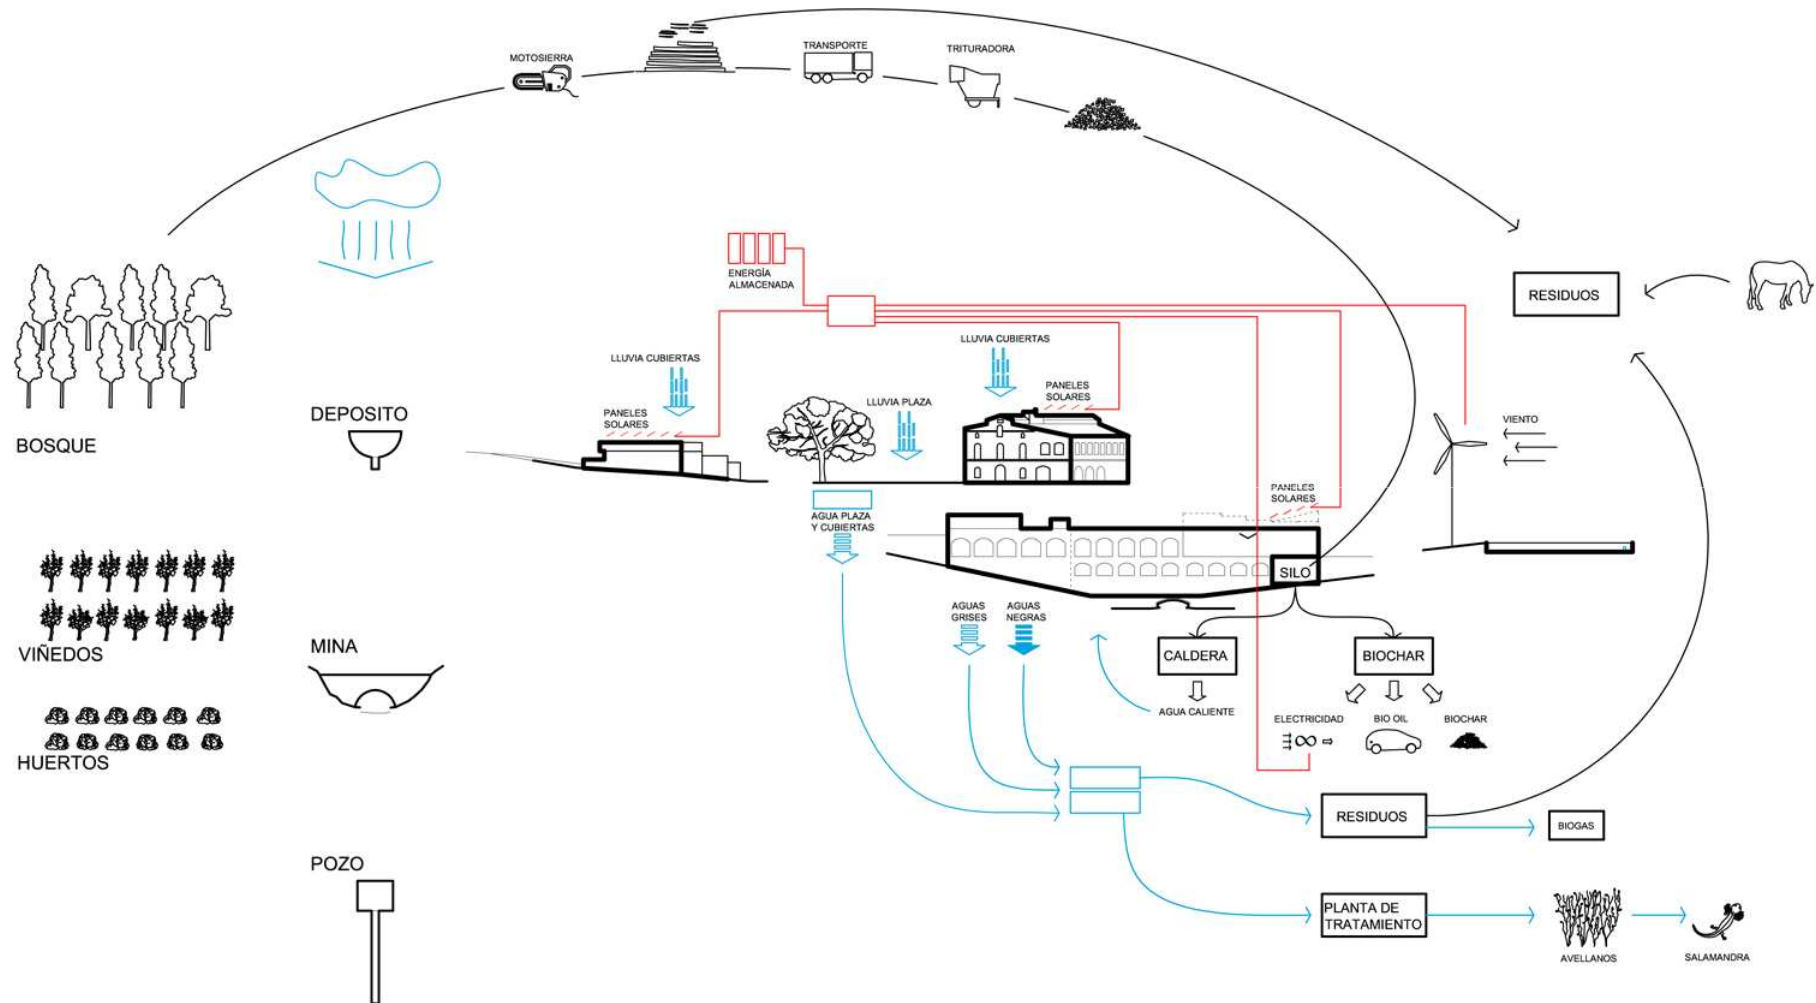 MOTOSIERRA
TRANSPORTE
TRITURADORA
ENERGÍA
ALMACENADA
RESIDUOS
LLUVIA CUBIERTAS
LLUVIA CUBIERTAS
PANELES
SOLARES
LLUVIA PLAZA
PANELES
SOLARES
VIENTO
BOSQUE
DEPOSITO
AGUA PLAZA
Y CUBIERTAS
PANELES
SOLARES
SILO
AGUAS
GRISES
AGUAS
NEGRAS
VIÑEDOS
MINA
CALDERA
BIOCHAR
AGUA CALIENTE
ELECTRICIDAD
BIO OIL
BIOCHAR
HUERTOS
RESIDUOS
BIOGAS
POZO
PLANTA DE
TRATAMIENTO
AVELLANOS
SALAMANDRA